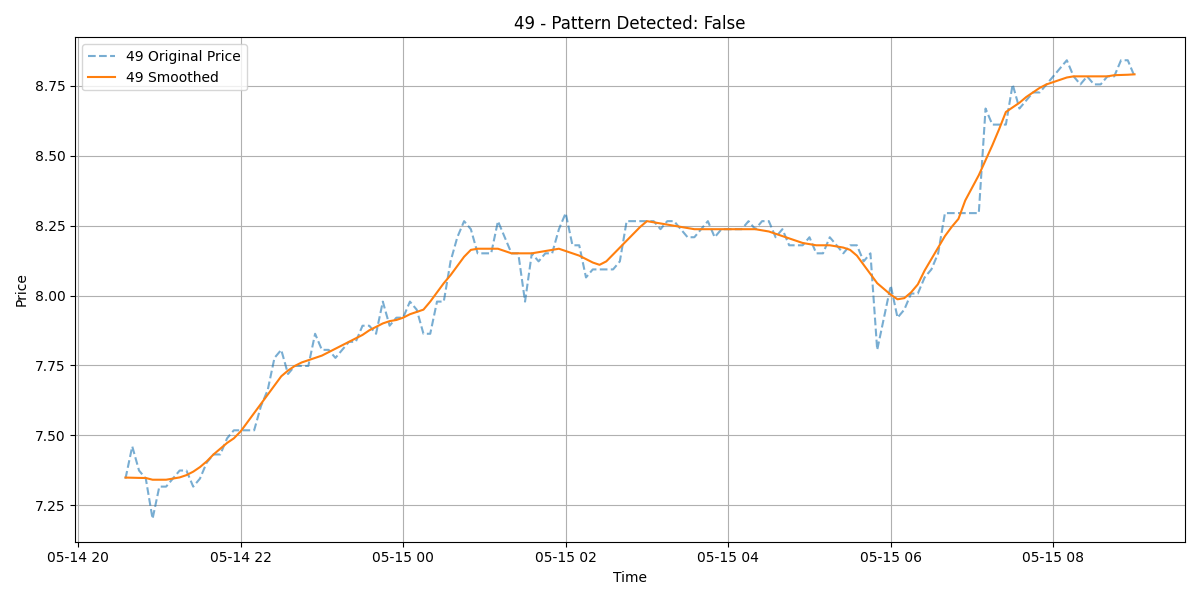 49 - Pattern Detected: False
49 Original Price
49 Smoothed
Price
8.75
8.50
8.25
8.00
7.75
7.50
7.25
05-14 20
05-14 22
05-15 00
05-15 02
05-15 04
05-15 06
05-15 08
Time